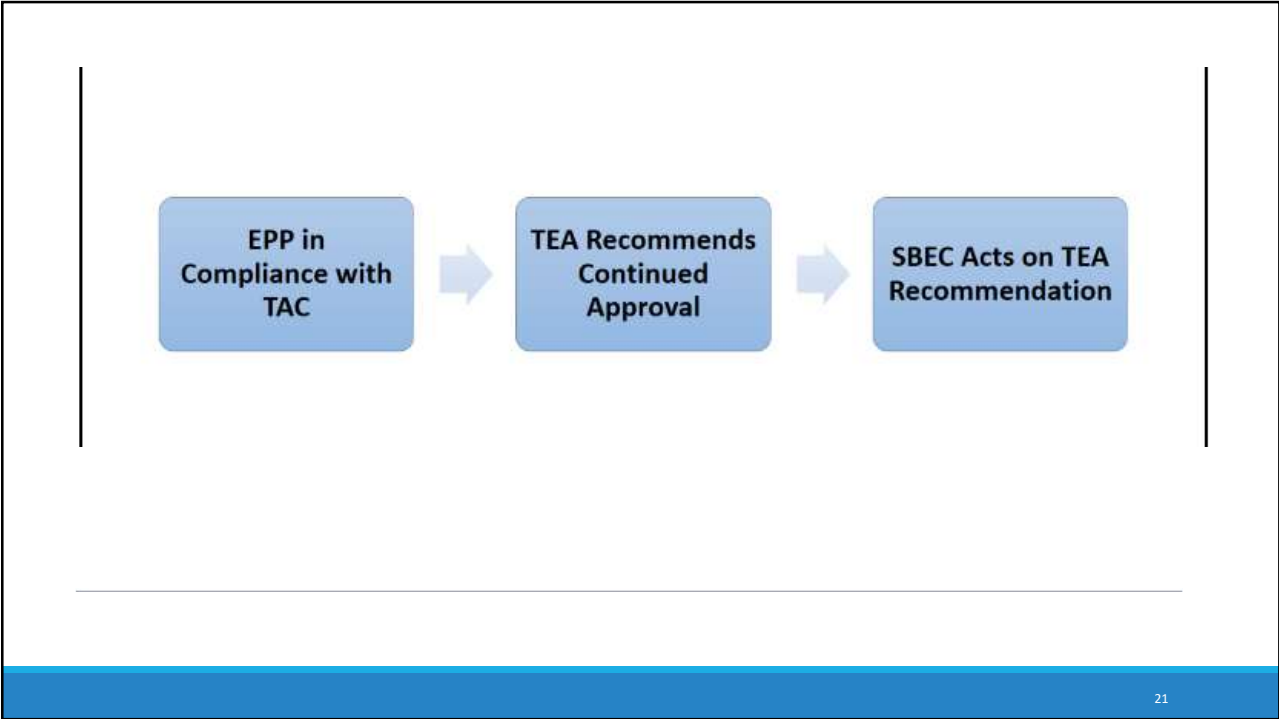 EPP in
Compliance with
TAC
TEA Recommends
Continued
Approval
SBEC Acts on TEA
Recommendation
21